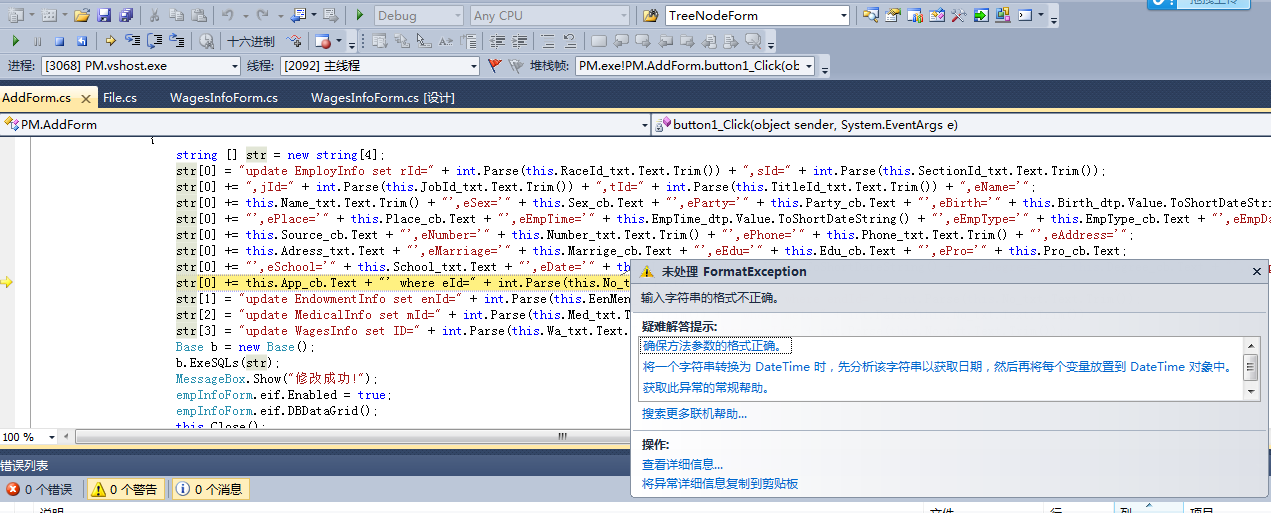 拖拽上传
Debug
Any CPU
TreeNodeForm
十六进制
进程: [3068] PM.vshost.exe 线程: [2092] 主线程 堆栈帧: PM.exe!PM.AddForm.button1_Click(ob
AddForm.cs File.cs WagesInfoForm.cs WagesInfoForm.cs [设计]
PM.AddForm button1_Click(object sender, System.EventArgs e)
{
string [] str = new string[4];
str[0] = "update EmployInfo set rId=" + int.Parse(this.RaceId_txt.Text.Trim()) + ",sId=" + int.Parse(this.SectionId_txt.Text.Trim());
str[0] += ",jId=" + int.Parse(this.JobId_txt.Text.Trim()) + ",tId=" + int.Parse(this.TitleId_txt.Text.Trim()) + ",eName='";
str[0] += this.Name_txt.Text.Trim() + "',eSex='" + this.Sex_cb.Text + "',eParty='" + this.Party_cb.Text + "',eBirth='" + this.Birth_dtp.Value.ToShortDateStrin
str[0] += "',ePlace='" + this.Place_cb.Text + "',eEmpTime='" + this.EmpTime_dtp.Value.ToShortDateString() + "',eEmpType='" + this.EmpType_cb.Text + "',eEmpDa
str[0] += this.Source_cb.Text + "',eNumber='" + this.Number_txt.Text.Trim() + "',ePhone='" + this.Phone_txt.Text.Trim() + "',eAddress='";
str[0] += this.Adress_txt.Text + "',eMarriage='" + this.Marrige_cb.Text + "',eEdu='" + this.Edu_cb.Text + "',ePro='" + this.Pro_cb.Text;
str[0] += "',eSchool='" + this.School_txt.Text + "',eDate='" + th
str[0] += this.App_cb.Text + "' where eId=" + int.Parse(this.No_t
str[1] = "update EndowmentInfo set enId=" + int.Parse(this.EenMen
str[2] = "update MedicalInfo set mId=" + int.Parse(this.Med_txt.T
str[3] = "update WagesInfo set ID=" + int.Parse(this.Wa_txt.Text.
Base b = new Base();
b.ExeSQLs(str);
MessageBox.Show("修改成功!");
empInfoForm.eif.Enabled = true;
empInfoForm.eif.DBDataGrid();
this.Close();
未处理 FormatException
输入字符串的格式不正确。
疑难解答提示:
确保方法参数的格式正确。
将一个字符串转换为 DateTime 时，先分析该字符串以获取日期，然后再将每个变量放置到 DateTime 对象中。
获取此异常的常规帮助。
搜索更多联机帮助...
操作:
查看详细信息...
将异常详细信息复制到剪贴板
100 %
错误列表
0 个错误 0 个警告 0 个消息
说明 文件 行 列 项目